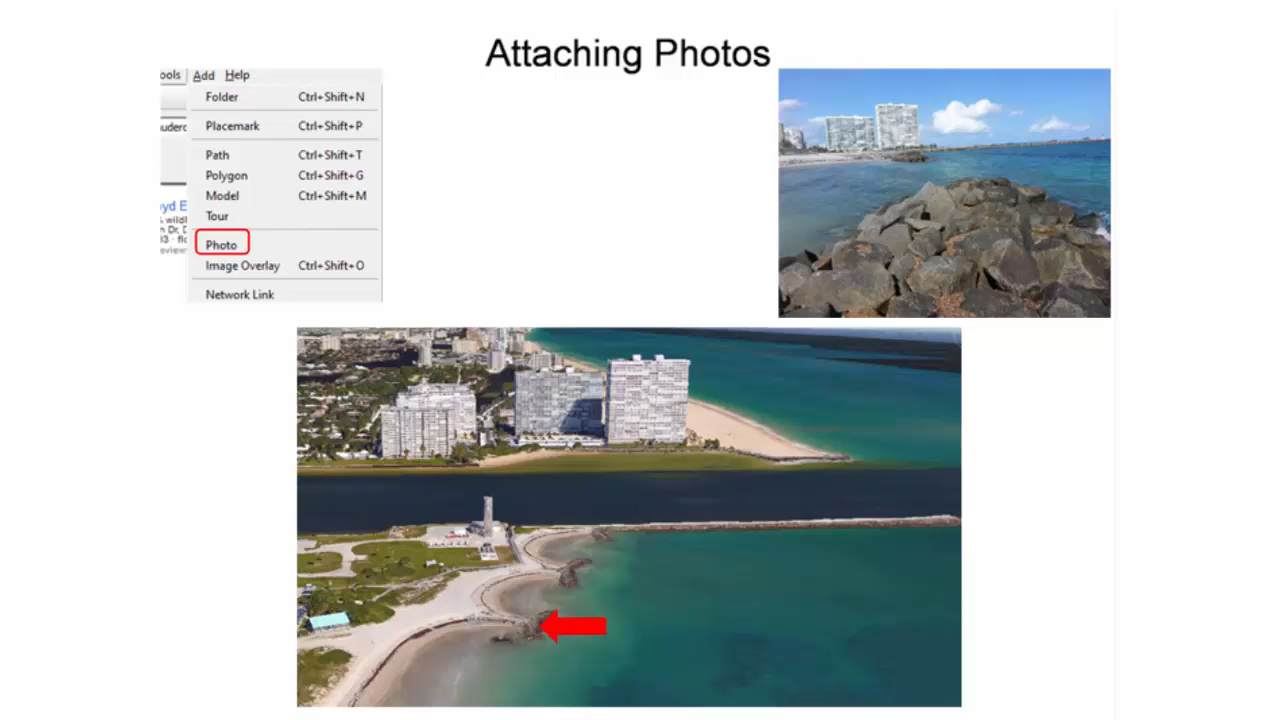 Attaching Photos
ools Add Help
Folder Ctrl+Shift+N
Placemark Ctrl+Shift+P
Path Ctrl+Shift+T
Polygon Ctrl+Shift+G
Model Ctrl+Shift+M
Tour
Photo
Image Overlay Ctrl+Shift+O
Network Link